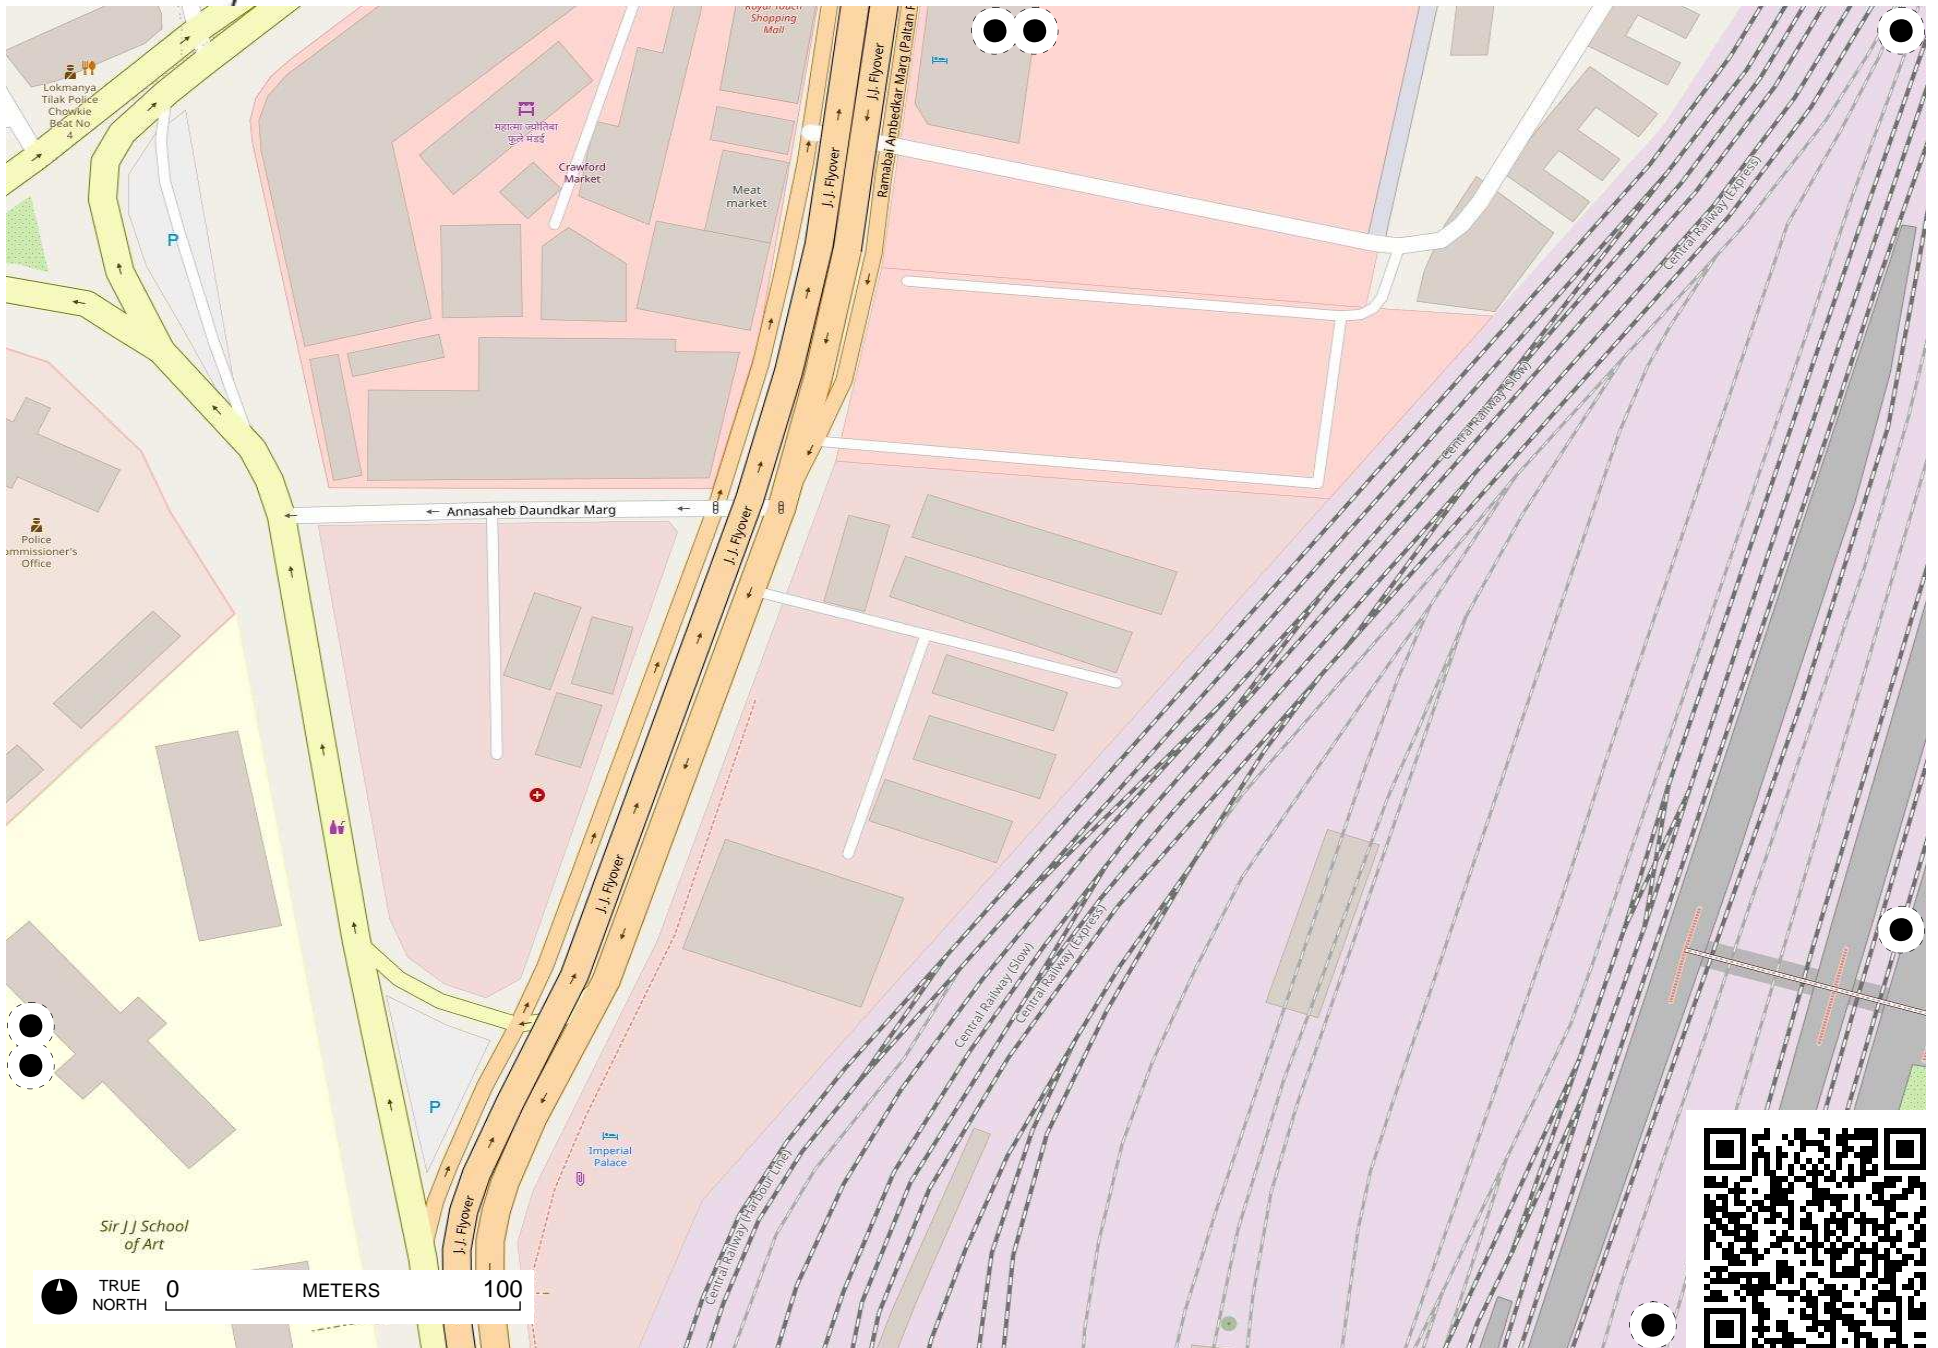 Royal Touch
Shopping
Mall
J.J. Flyover
Ramabai Ambedkar Marg (Paltan
Lokmanya
Tilak Police
Chowkie
Beat No
4
महात्मा ज्योतिबा
फुले मंडई
Crawford
Market
Meat
market
J. J. Flyover
P
Central Railway (Express)
Central Railway (Slow)
Annasaheb Daundkar Marg
J. J. Flyover
Police
ommissioner's
Office
J. J. Flyover
Central Railway (Slow)
Central Railway (Express)
P
Imperial
Palace
Central Railway (Harbour Line)
J. J. Flyover
Sir J J School
of Art
TRUE
NORTH
0 METERS 100